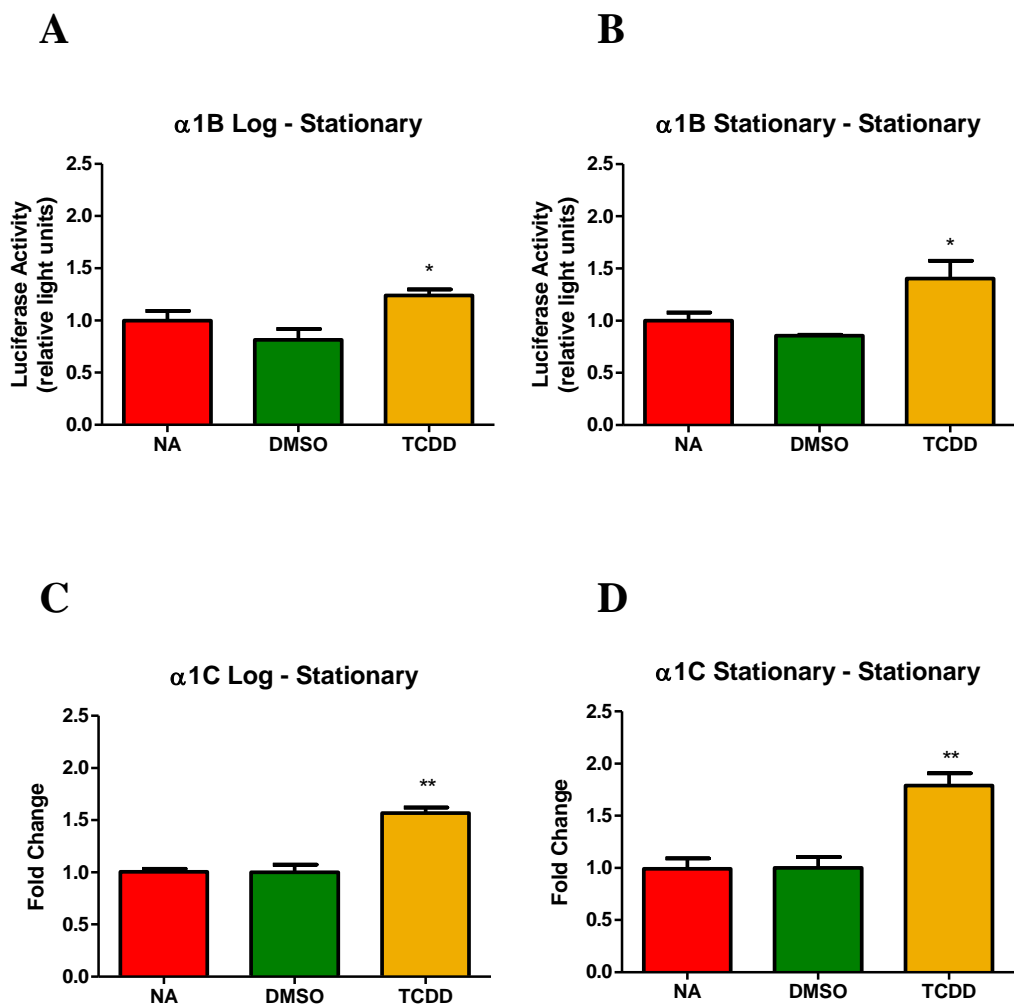 A
α1B Log - Stationary
Luciferase Activity
(relative light units)
2.5
2.0
1.5
1.0
0.5
0.0
*
NA DMSO TCDD
B
α1B Stationary - Stationary
Luciferase Activity
(relative light units)
2.5
2.0
1.5
1.0
0.5
0.0
*
NA DMSO TCDD
C
α1C Log - Stationary
Fold Change
2.5
2.0
1.5
1.0
0.5
0.0
**
NA DMSO TCDD
D
α1C Stationary - Stationary
Fold Change
2.5
2.0
1.5
1.0
0.5
0.0
**
NA DMSO TCDD